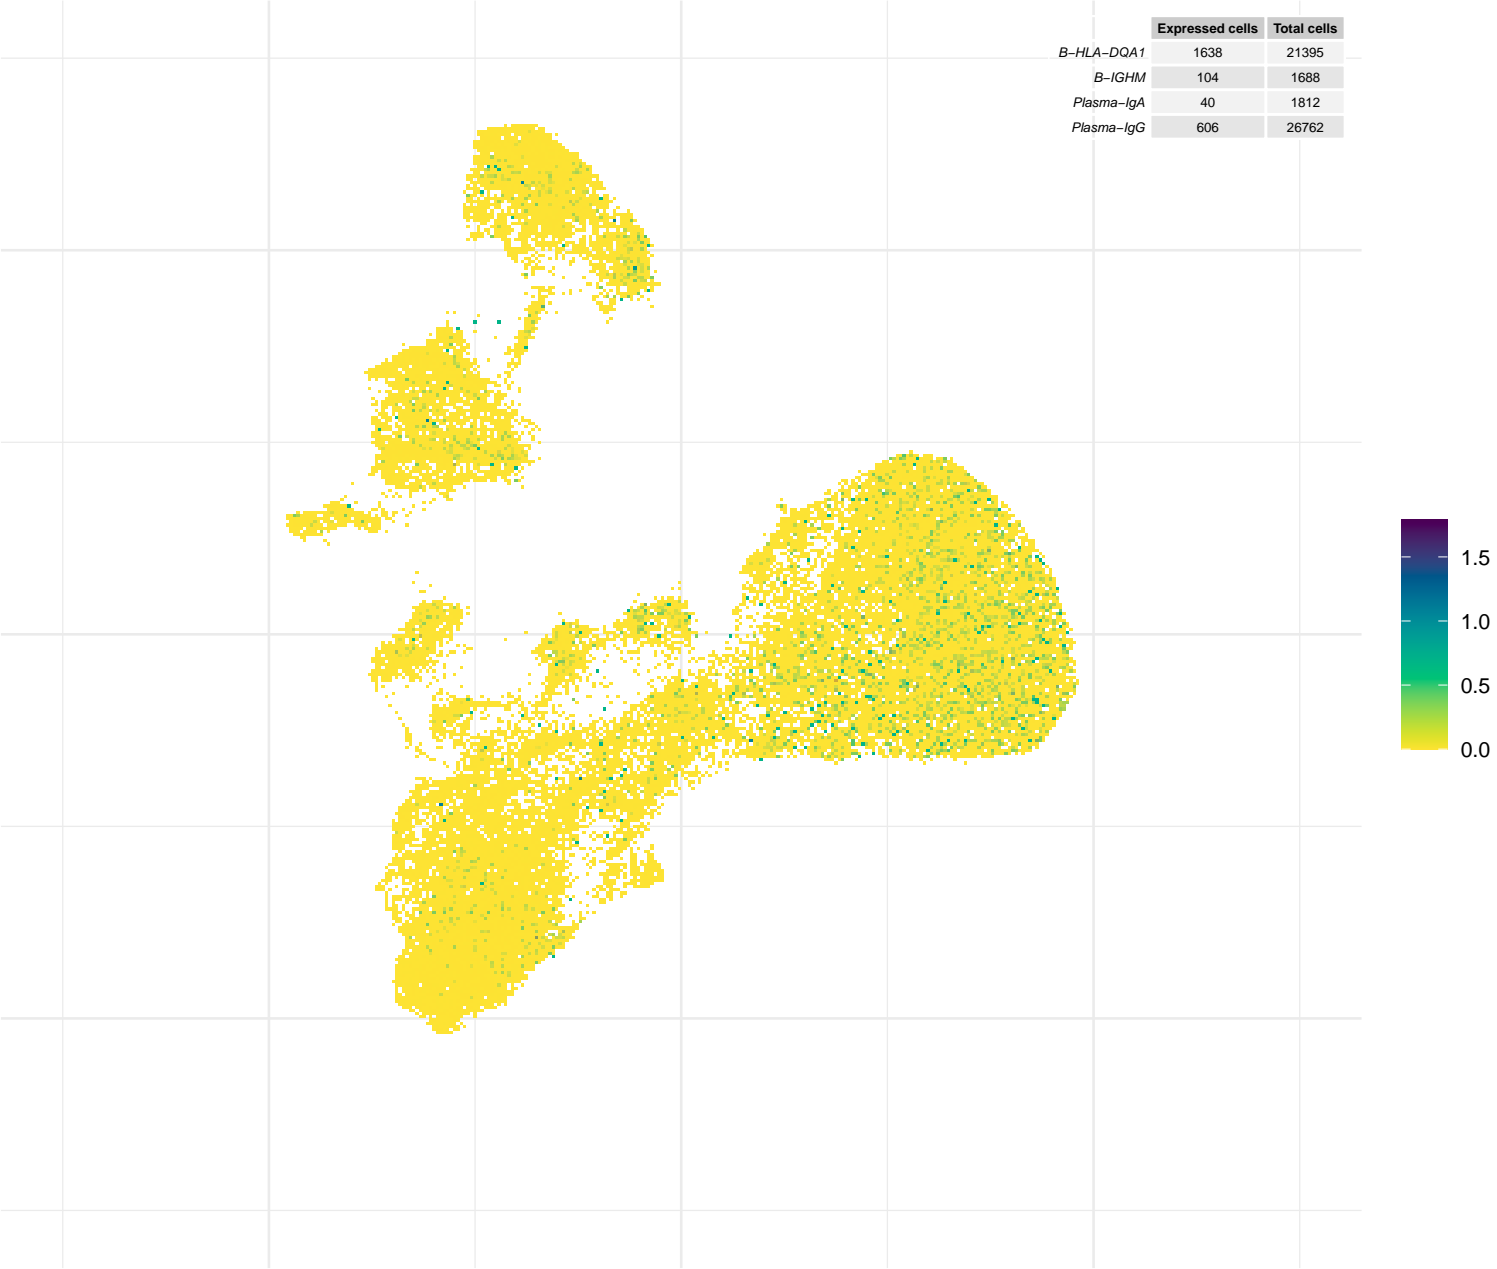 Expressed cells Total cells
B−HLA−DQA1 1638 21395
B−IGHM 104 1688
Plasma−IgA 40 1812
Plasma−IgG 606 26762
1.5
1.0
0.5
0.0